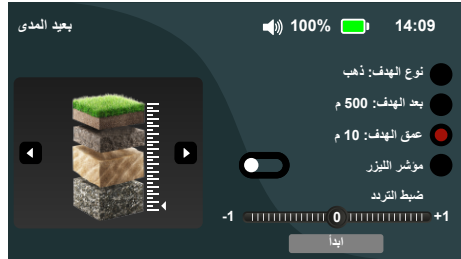 بعيد المدى
100%
14:09
نوع الهدف: ذهب
بعد الهدف: 500 م
عمق الهدف: 10 م
مؤشر الليزر
ضبط التردد
-1 0 +1
ابدأ